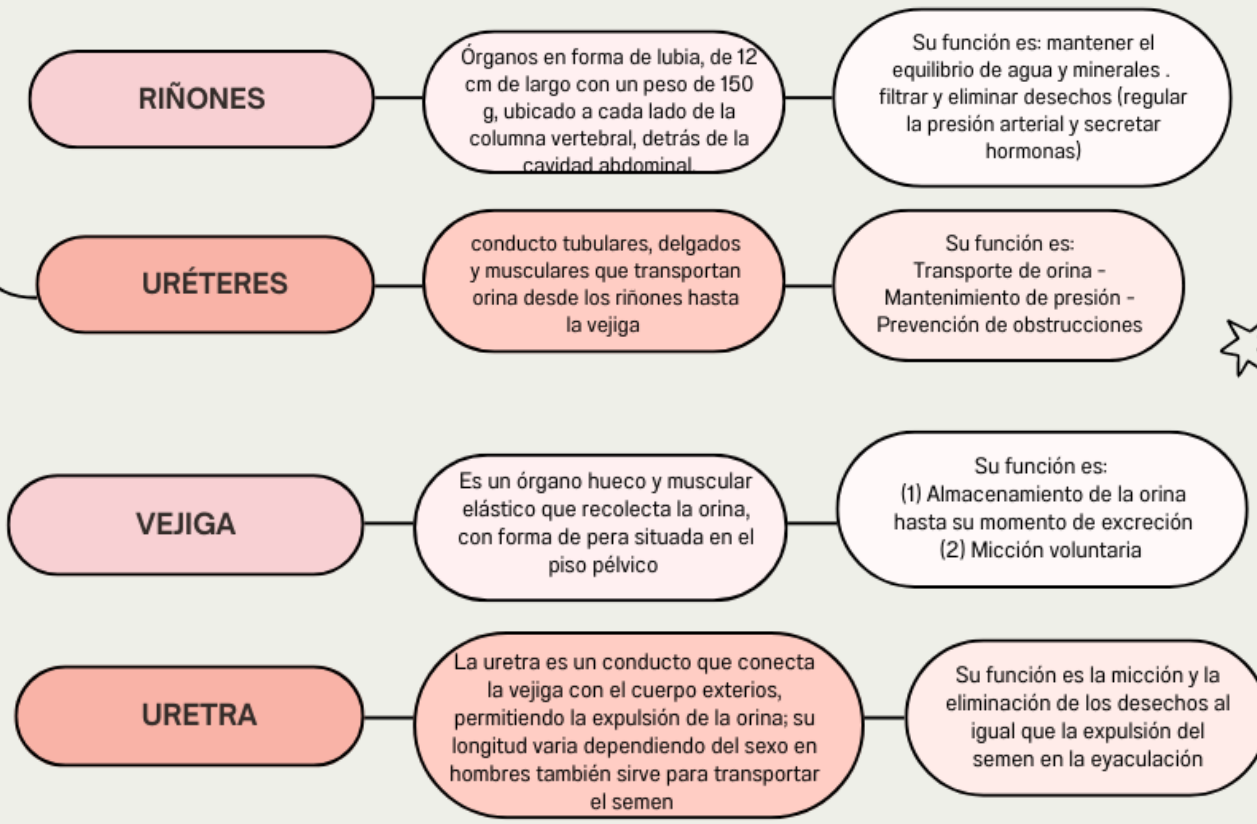 RIÑONES
Órganos en forma de lubia, de 12
cm de largo con un peso de 150
g, ubicado a cada lado de la
columna vertebral, detrás de la
cavidad abdominal.
Su función es: mantener el
equilibrio de agua y minerales .
filtrar y eliminar desechos (regular
la presión arterial y secretar
hormonas)
URÉTERES
conducto tubulares, delgados
y musculares que transportan
orina desde los riñones hasta
la vejiga
Su función es:
Transporte de orina -
Mantenimiento de presión -
Prevención de obstrucciones
VEJIGA
Es un órgano hueco y muscular
elástico que recolecta la orina,
con forma de pera situada en el
piso pélvico
Su función es:
(1) Almacenamiento de la orina
hasta su momento de excreción
(2) Micción voluntaria
URETRA
La uretra es un conducto que conecta
la vejiga con el cuerpo exterios,
permitiendo la expulsión de la orina; su
longitud varia dependiendo del sexo en
hombres también sirve para transportar
el semen
Su función es la micción y la
eliminación de los desechos al
igual que la expulsión del
semen en la eyaculación